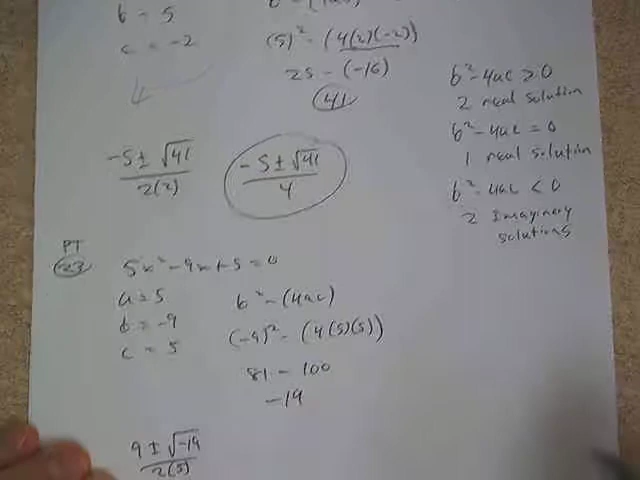 b = 5
c = -2
(5)² - (4(2)(-2))
25 - (-16)
41
-5 ± √41
2(2)
-5 ± √41
4
b² - 4ac > 0
2 real solution
b² - 4ac = 0
1 real solution
b² - 4ac < 0
2 Imaginery
solutions
PT
23
5x² - 9x + 5 = 0
a = 5
b = -9
c = 5
b² - (4ac)
(-9)² - (4(5)(5))
81 - 100
-19
9 ± √-19
2(5)